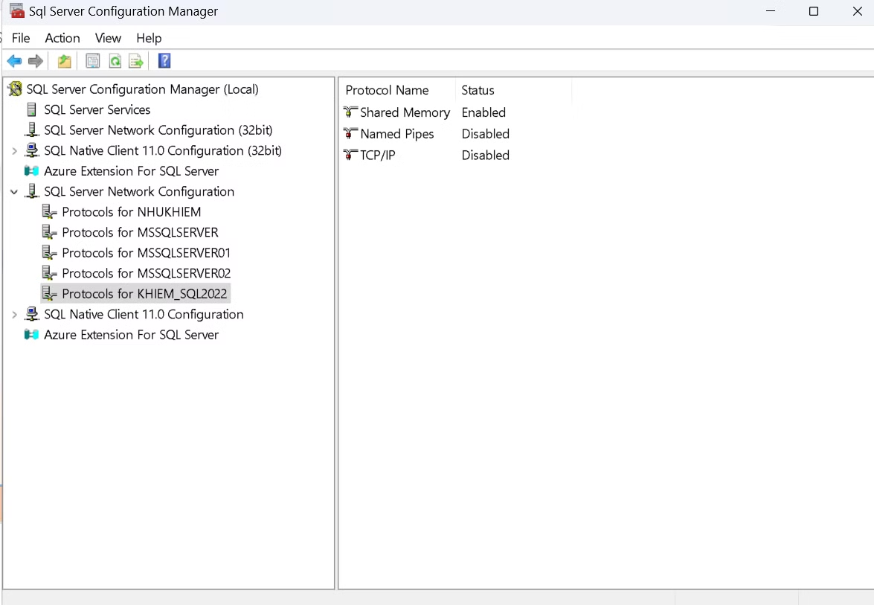 Sql Server Configuration Manager
File Action View Help
SQL Server Configuration Manager (Local)
SQL Server Services
SQL Server Network Configuration (32bit)
SQL Native Client 11.0 Configuration (32bit)
Azure Extension For SQL Server
SQL Server Network Configuration
Protocols for NHUKHIEM
Protocols for MSSQLSERVER
Protocols for MSSQLSERVER01
Protocols for MSSQLSERVER02
Protocols for KHIEM_SQL2022
SQL Native Client 11.0 Configuration
Azure Extension For SQL Server
Protocol Name Status
Shared Memory Enabled
Named Pipes Disabled
TCP/IP Disabled